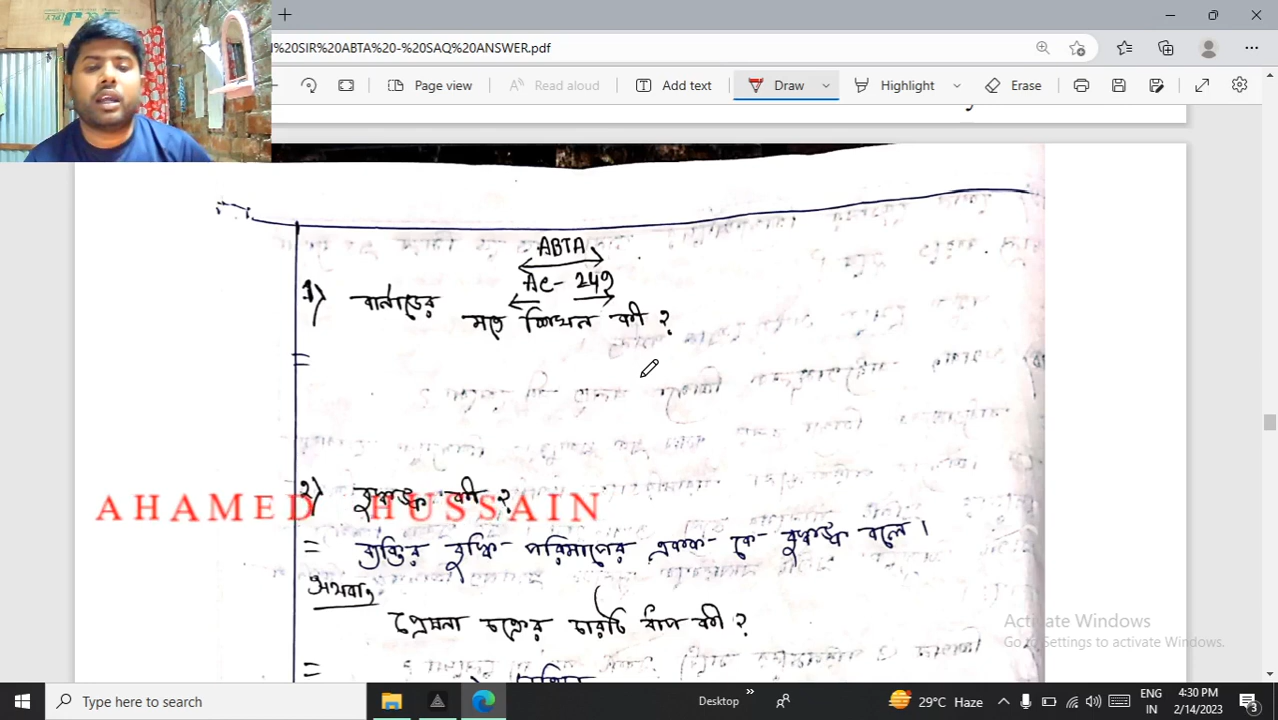 %20SIR%20ABTA%20-%20SAQ%20ANSWER.pdf
Page view
Read aloud
Add text
Draw
Highlight
Erase
ABTA
AC - 249
1) বার্নাডের মতে শিখন কী ?
=
২) বুদ্ধ্যঙ্ক কী ?
AHAMED HUSSAIN
= ব্যক্তির বুদ্ধি - পরিমাপের একক - কে - বুদ্ধ্যঙ্ক বলে ।
অথবা,
প্রেষনা চক্রের চারটি ধাপ কী ?
=
Activate Windows
Go to Settings to activate Windows.
Type here to search
Desktop
29°C Haze
ENG
IN
4:30 PM
2/14/2023
3